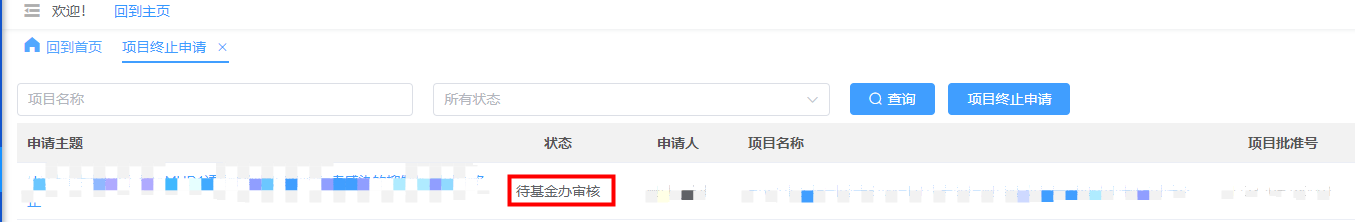 欢迎! 回到主页
回到首页 项目终止申请 ×
项目名称 所有状态 查询 项目终止申请
申请主题 状态 申请人 项目名称 项目批准号
待基金办审核